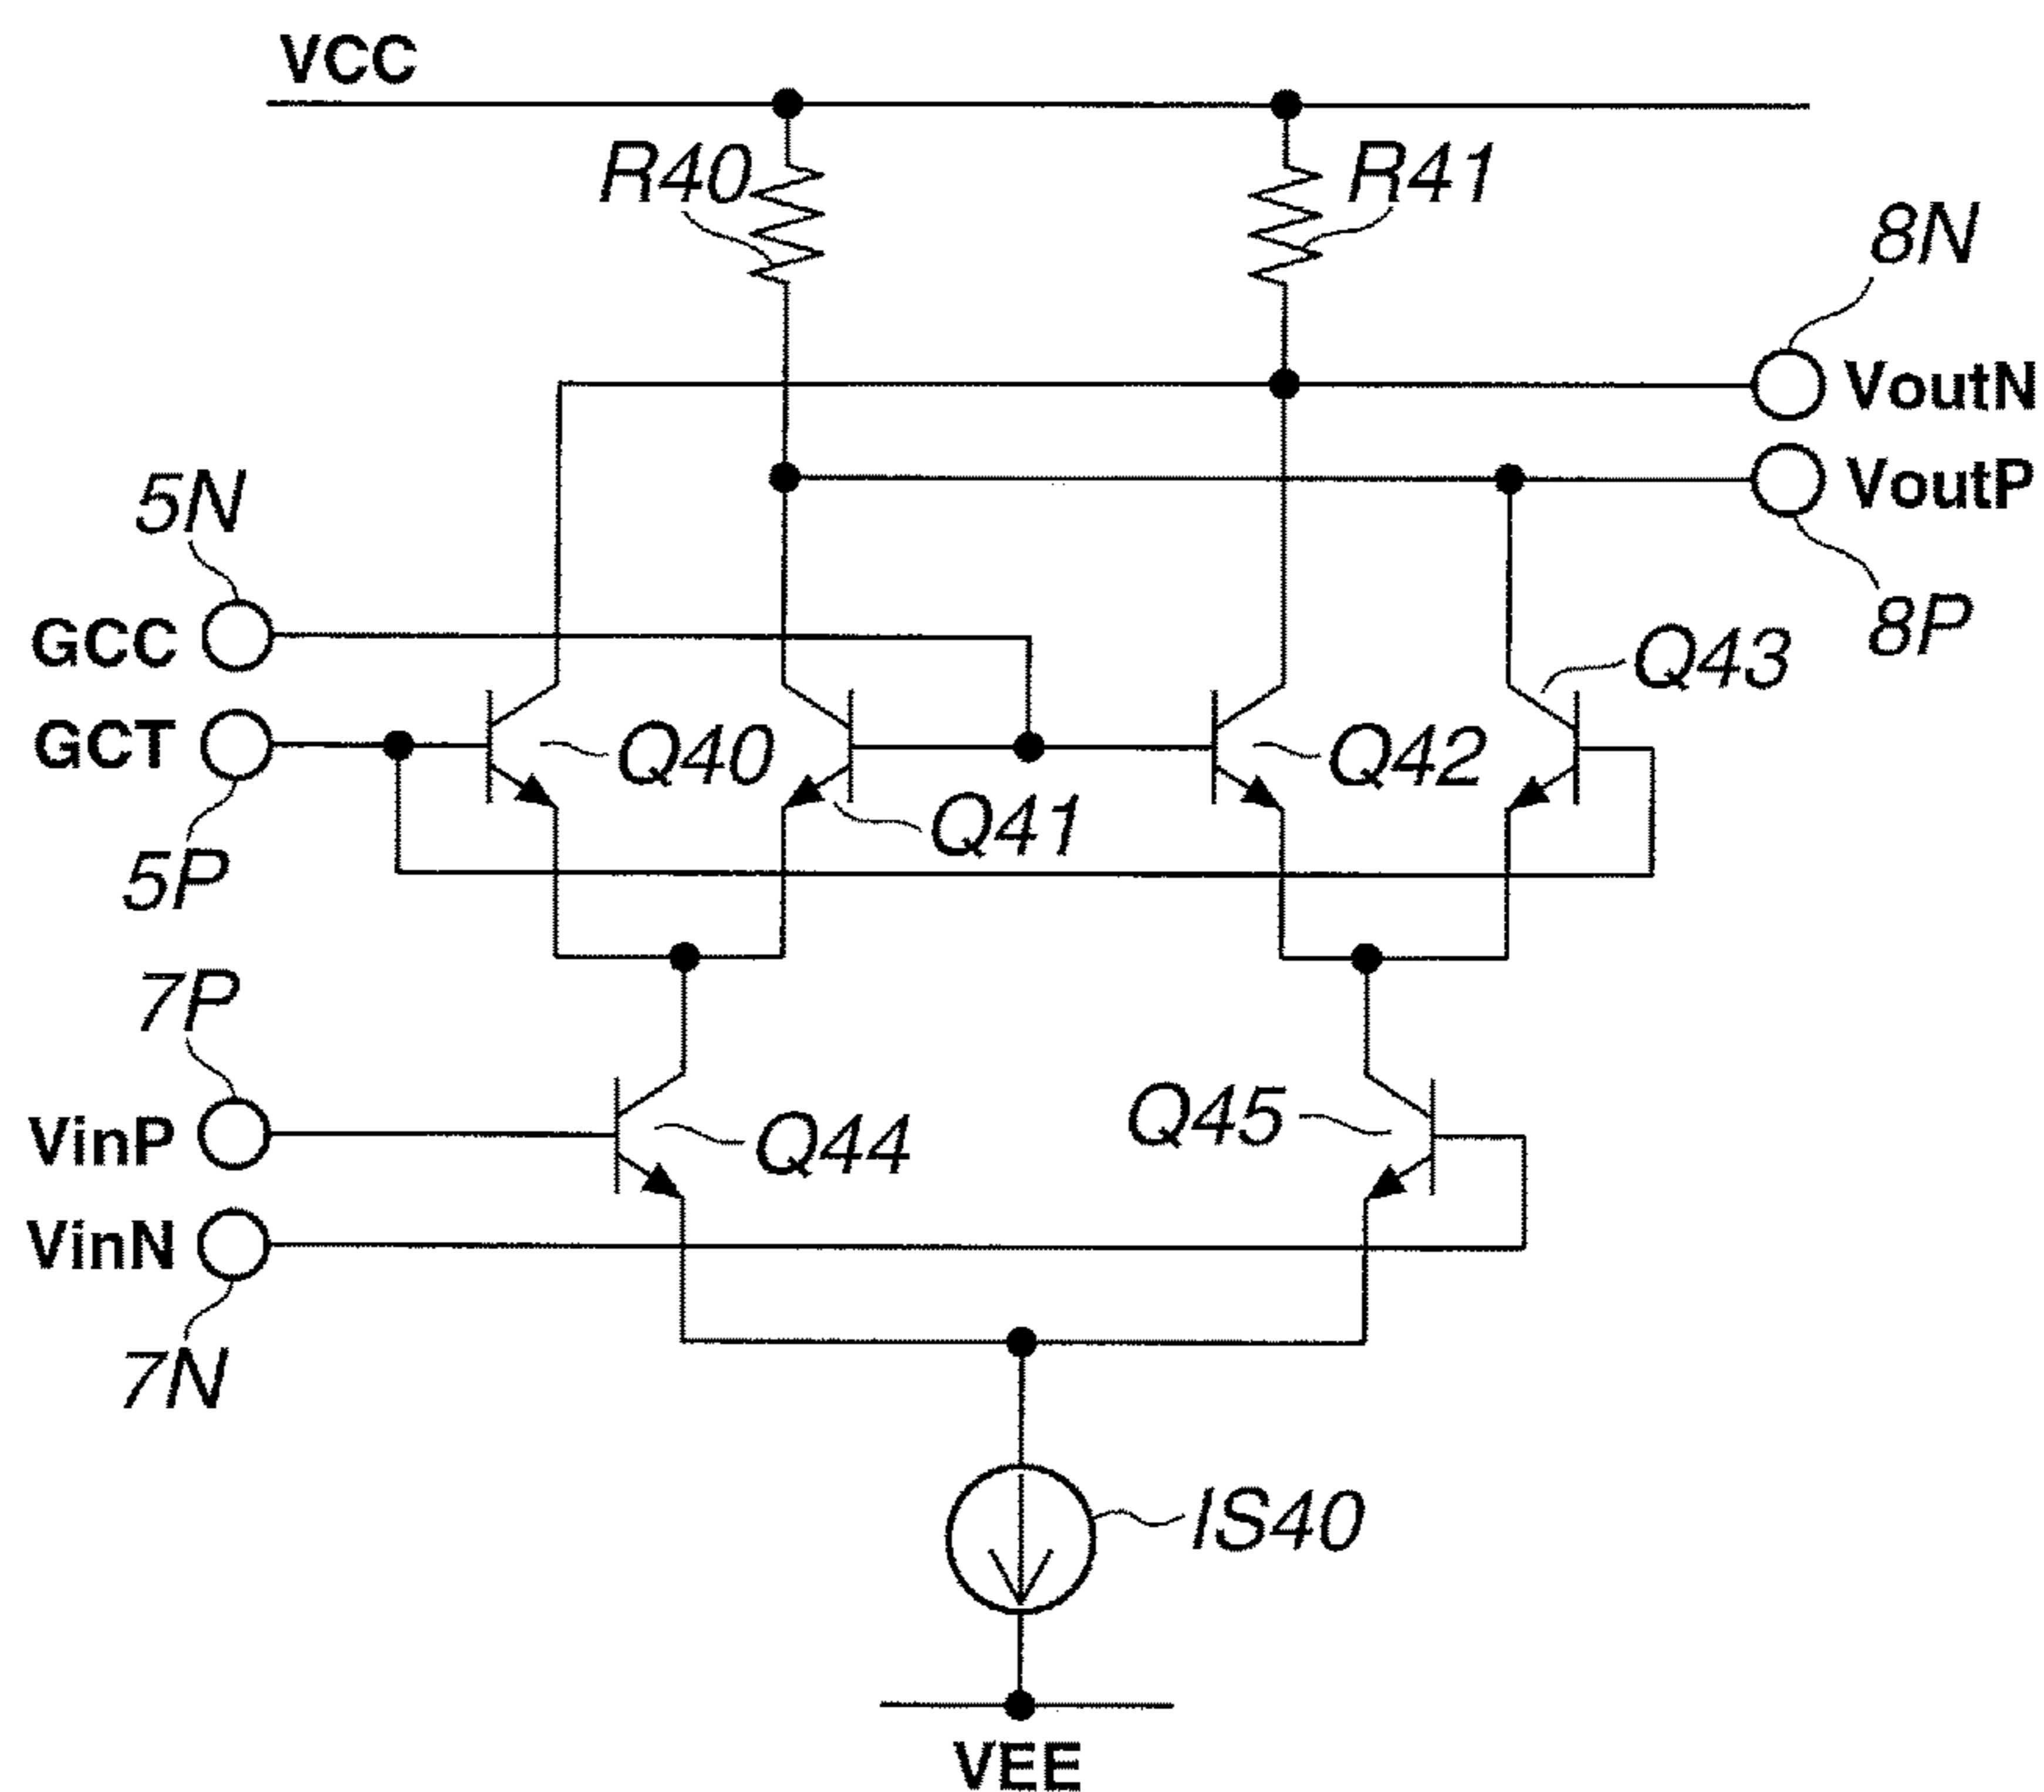 VCC
R40
R41
8N
VoutN
VoutP
8P
5N
GCC
GCT
5P
Q40
Q41
Q42
Q43
7P
VinP
VinN
7N
Q44
Q45
IS40
VEE